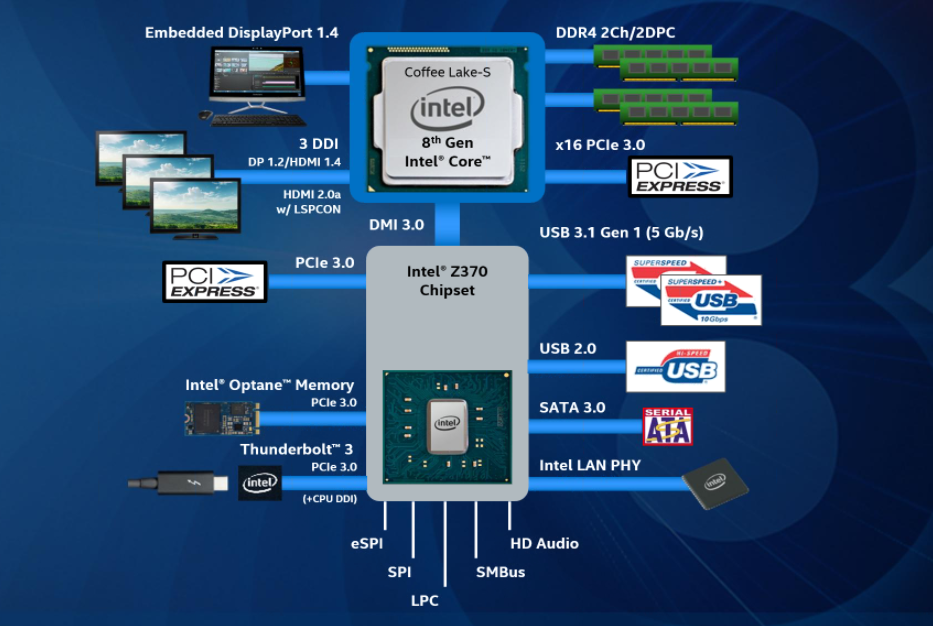 Embedded DisplayPort 1.4
DDR4 2Ch/2DPC
Coffee Lake-S
intel
8th Gen
Intel® Core™
3 DDI
DP 1.2/HDMI 1.4
HDMI 2.0a
w/ LSPCON
x16 PCIe 3.0
PCI
EXPRESS®
DMI 3.0
USB 3.1 Gen 1 (5 Gb/s)
PCIe 3.0
PCI
EXPRESS®
Intel® Z370
Chipset
SUPERSPEED
CERTIFIED
SUPERSPEED+
CERTIFIED USB
10Gbps
USB 2.0
HI-SPEED
CERTIFIED USB
Intel® Optane™ Memory
PCIe 3.0
intel
SATA 3.0
SERIAL
ATA
Thunderbolt™ 3
PCIe 3.0
(+CPU DDI)
intel
Intel LAN PHY
intel
eSPI
HD Audio
SPI
SMBus
LPC